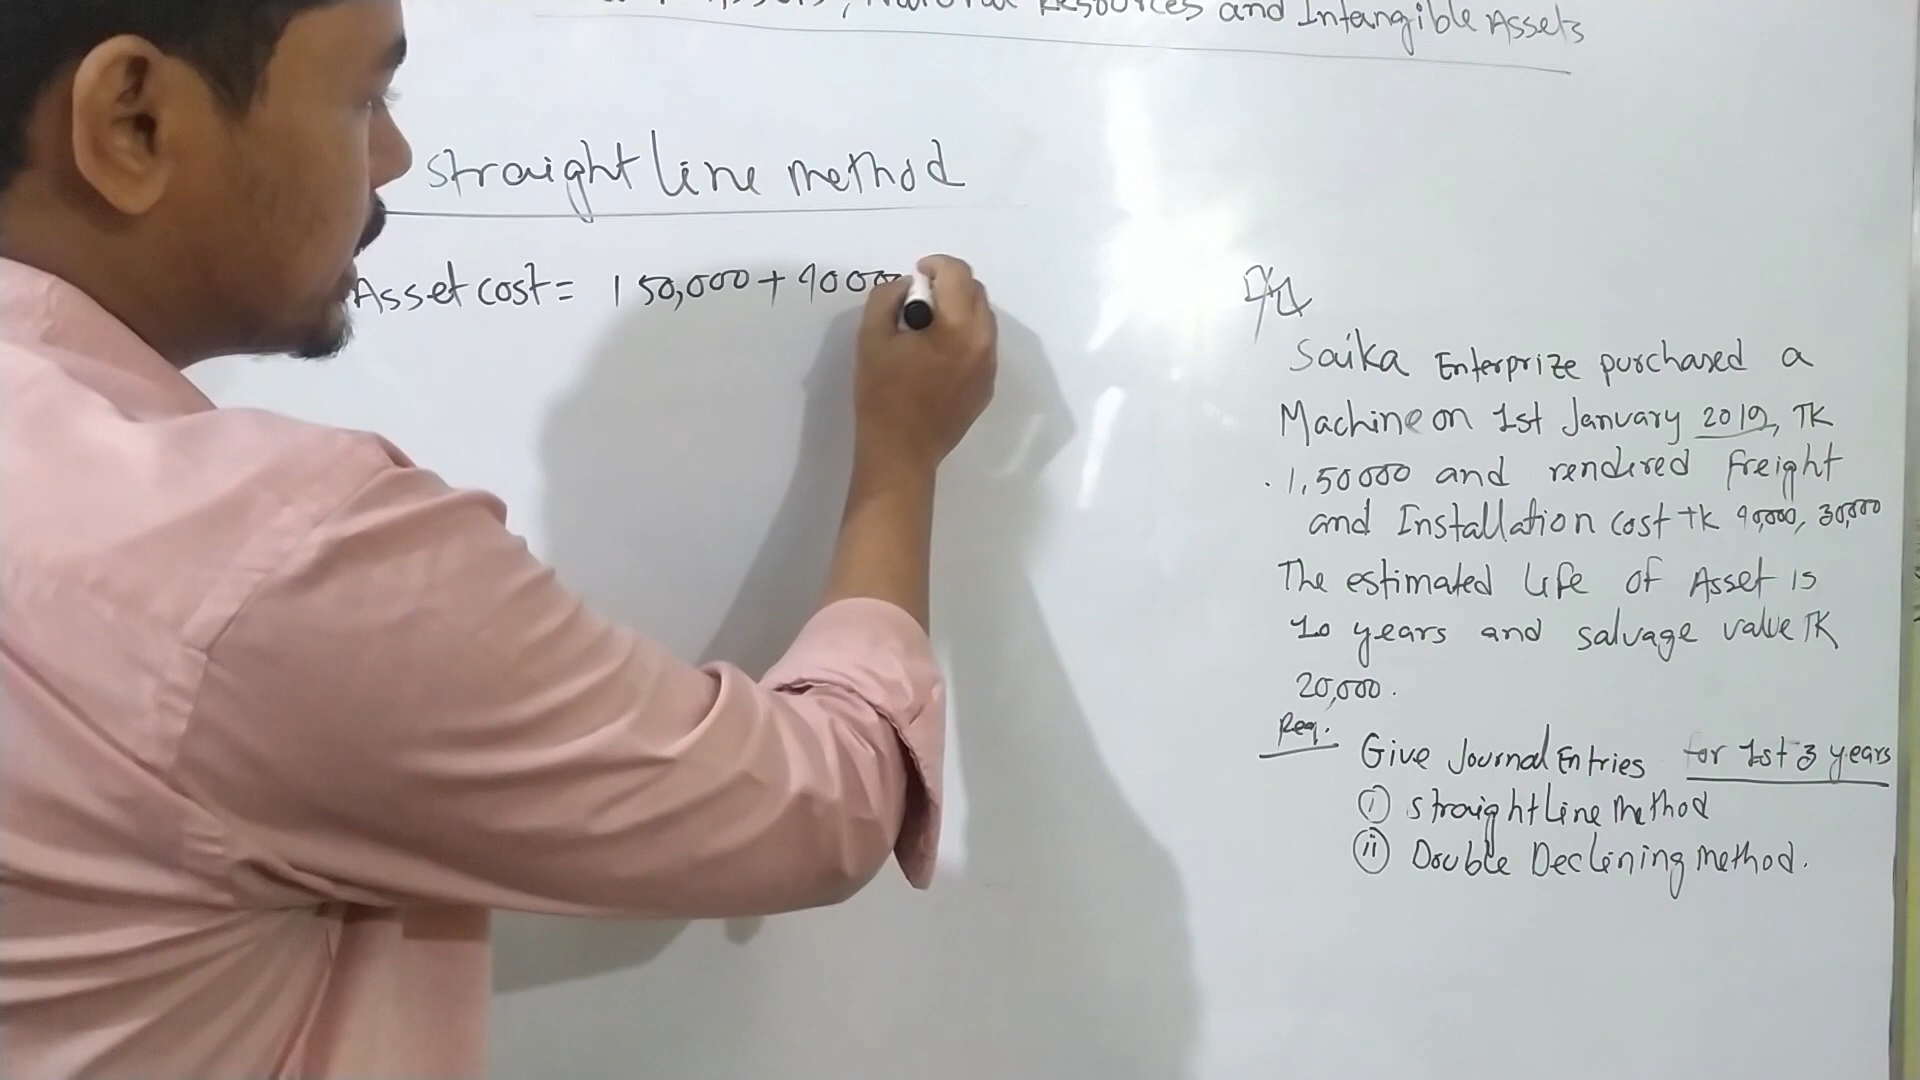 Assets, Natural Resources and Intangible Assets
straight line method
Asset cost = 150,000 + 4000
Saika Enterprize purchased a
Machine on 1st January 2019, TK
1,50000 and rendered freight
and Installation cost tk 40,000, 30,000
The estimated life of Asset is
10 years and salvage value TK
20,000.
Req.
Give Journal Entries for 1st 3 years
i straight line method
ii Double Declining method.